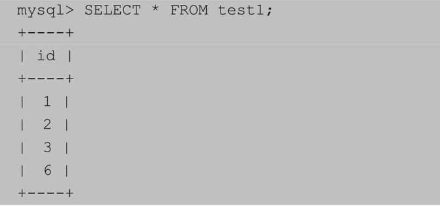 mysql> SELECT * FROM test1;
+----+
| id |
+----+
|  1 |
|  2 |
|  3 |
|  6 |
+----+